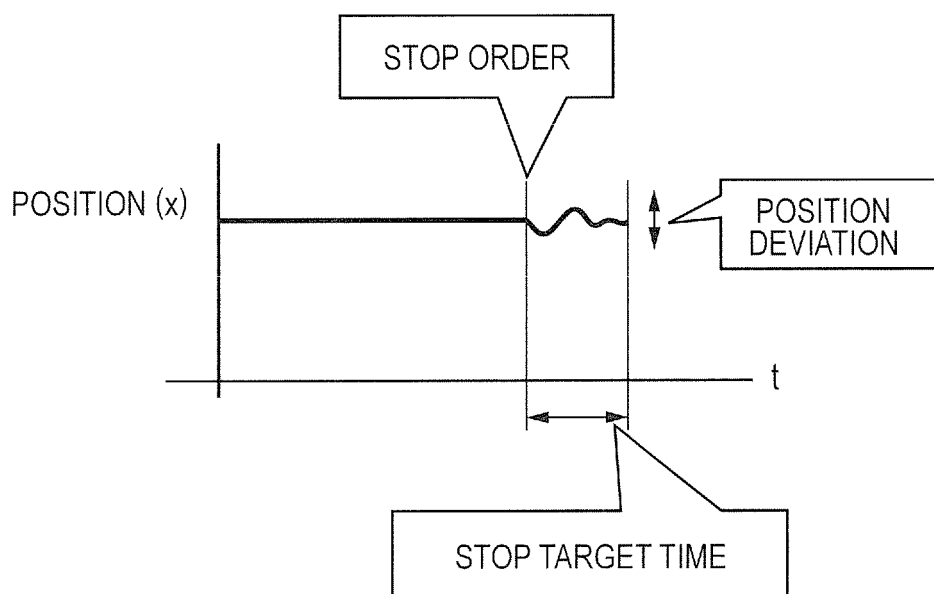 STOP ORDER
POSITION (x)
POSITION
DEVIATION
t
STOP TARGET TIME